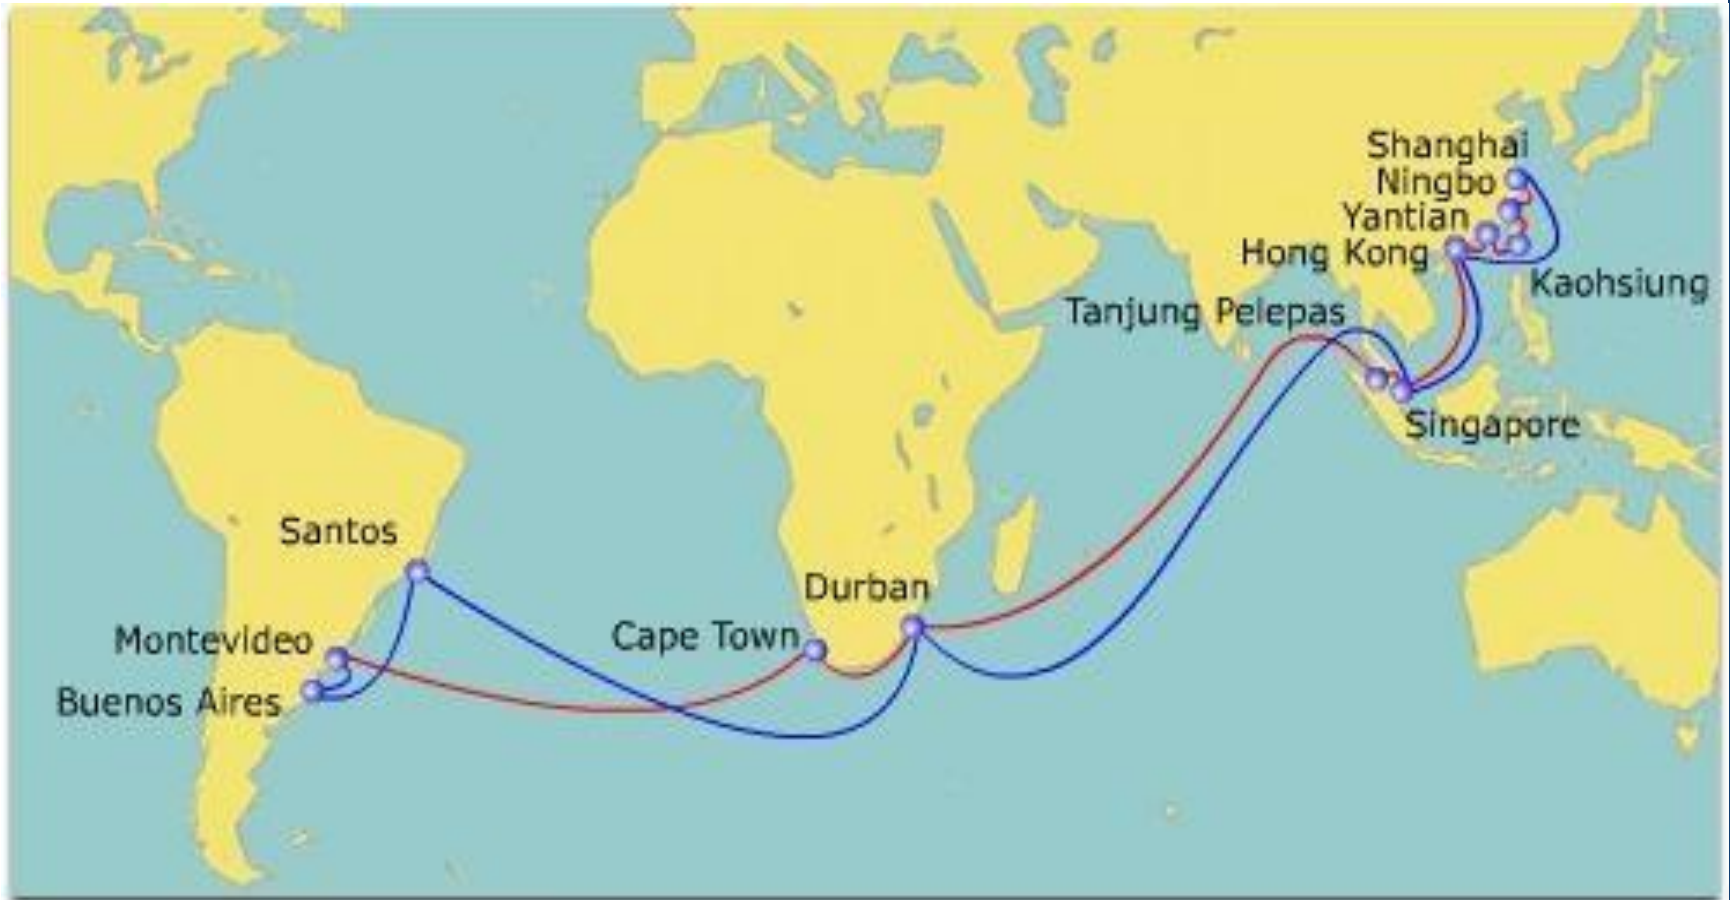 Shanghai
Ningbo
Yantian
Hong Kong
Kaohsiung
Tanjung Pelepas
Singapore
Santos
Durban
Cape Town
Montevideo
Buenos Aires